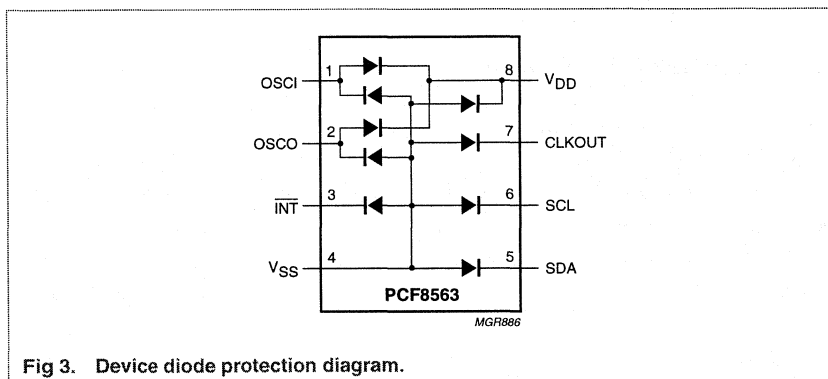 OSCI 1 8 VDD
OSCO 2 7 CLKOUT
INT 3 6 SCL
VSS 4 5 SDA
PCF8563
MGR886
Fig 3. Device diode protection diagram.